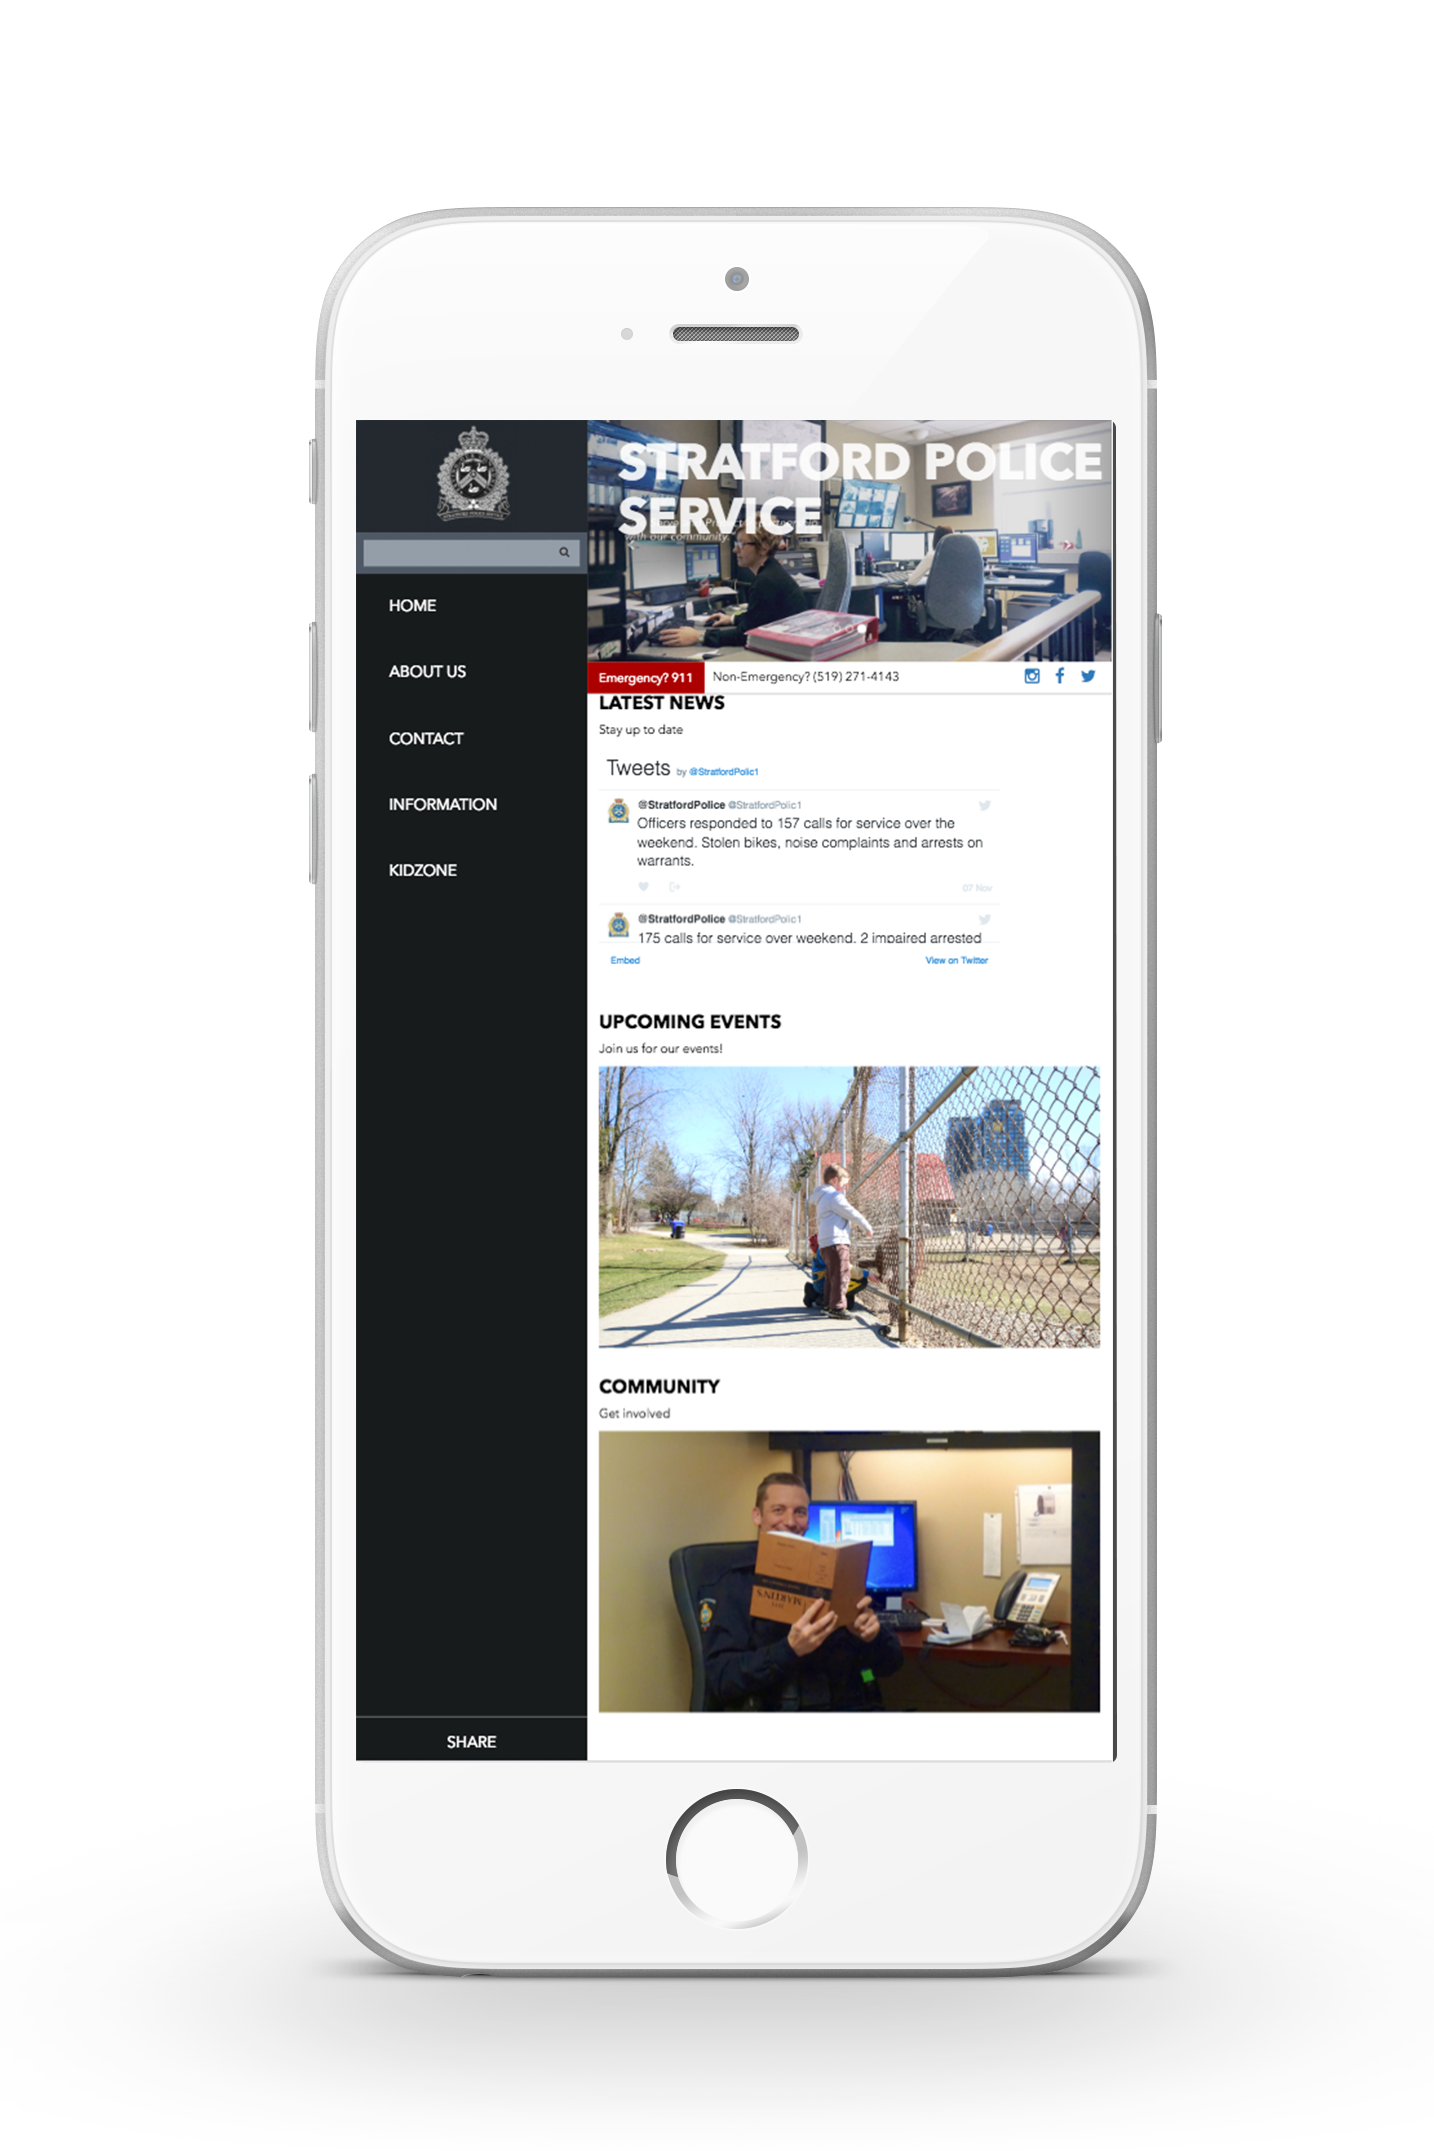 STRATFORD POLICE SERVICE
HOME
ABOUT US
CONTACT
INFORMATION
KIDZONE
SHARE
STRATFORD POLICE
SERVICE
with our community.
Emergency? 911
Non-Emergency? (519) 271-4143
LATEST NEWS
Stay up to date
Tweets by @StratfordPolic1
@StratfordPolice @StratfordPolic1
Officers responded to 157 calls for service over the
weekend. Stolen bikes, noise complaints and arrests on
warrants.
07 Nov
@StratfordPolice @StratfordPolic1
175 calls for service over weekend. 2 impaired arrested
Embed
View on Twitter
UPCOMING EVENTS
Join us for our events!
COMMUNITY
Get involved
MARTIN'S